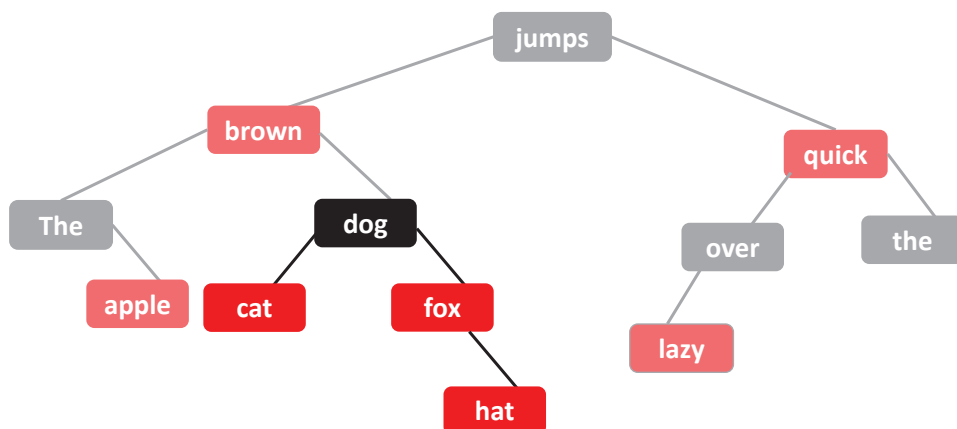 jumps
brown
quick
The
dog
over
the
apple
cat
fox
lazy
hat